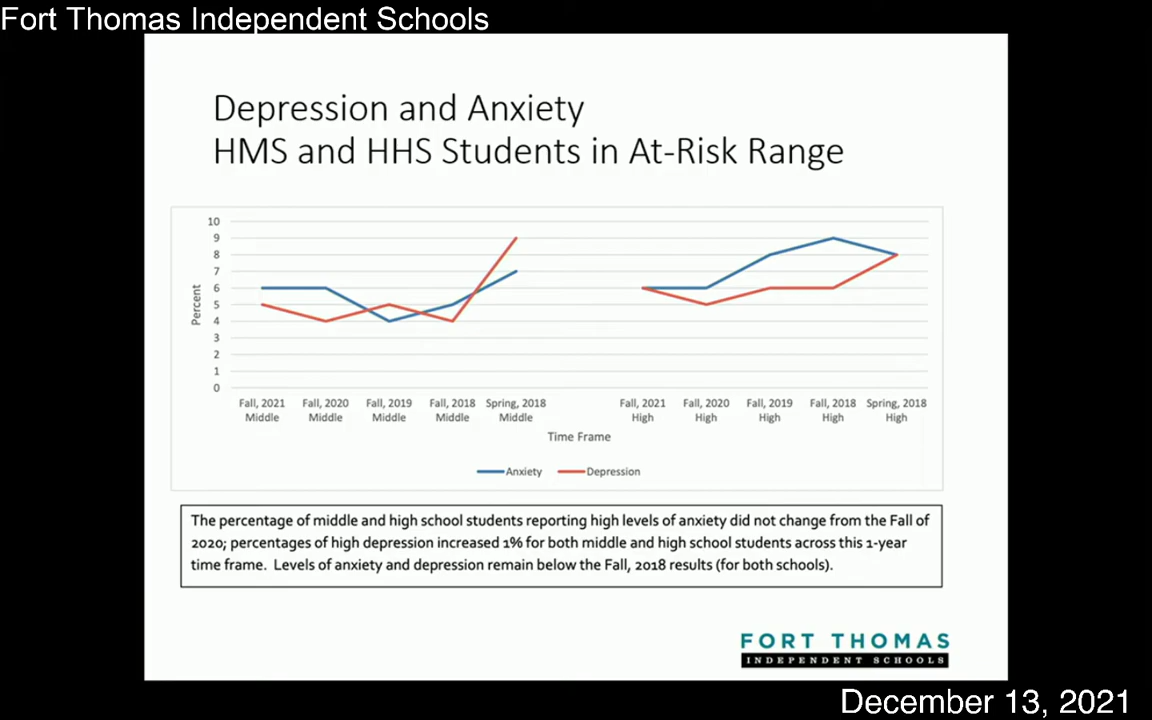 Fort Thomas Independent Schools
Depression and Anxiety
HMS and HHS Students in At-Risk Range
10
9
8
7
6
5
4
3
2
1
0
Percent
Fall, 2021 Fall, 2020 Fall, 2019 Fall, 2018 Spring, 2018 Fall, 2021 Fall, 2020 Fall, 2019 Fall, 2018 Spring, 2018
Middle Middle Middle Middle Middle High High High High High
Time Frame
Anxiety Depression
The percentage of middle and high school students reporting high levels of anxiety did not change from the Fall of
2020; percentages of high depression increased 1% for both middle and high school students across this 1-year
time frame. Levels of anxiety and depression remain below the Fall, 2018 results (for both schools).
FORT THOMAS
INDEPENDENT SCHOOLS
December 13, 2021